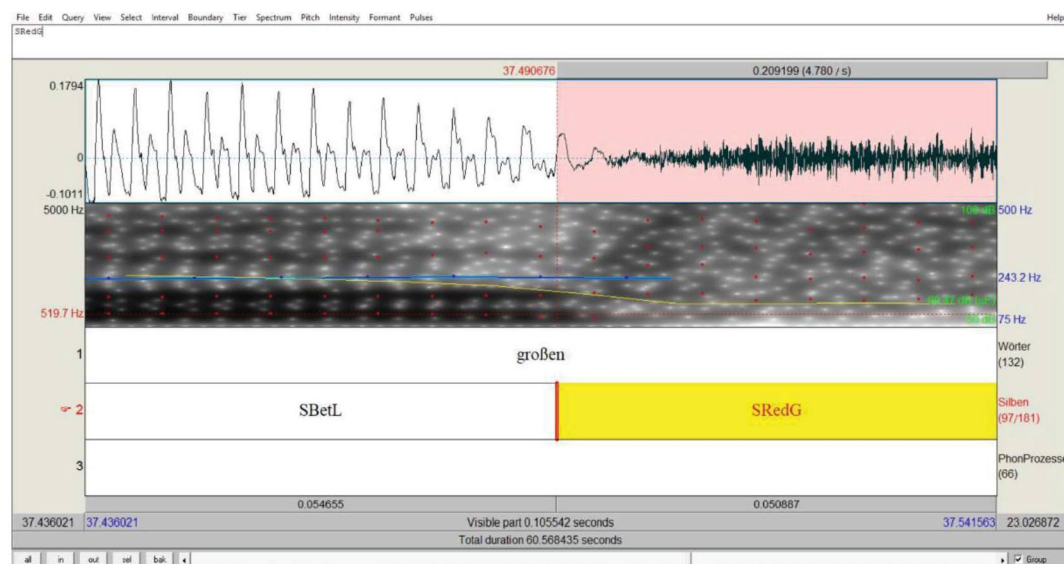 File Edit Query View Select Interval Boundary Tier Spectrum Pitch Intensity Formant Pulses Help
SRedG
37.490676 0.209199 (4.780 / s)
0.1794
0
-0.1011
5000 Hz 100 dB 500 Hz
243.2 Hz
519.7 Hz
50 dB 75 Hz
1 großen Wörter
(132)
2 SBetL SRedG Silben
(97/181)
3 PhonProzesse
(66)
0.054655 0.050887
37.436021 37.436021 Visible part 0.105542 seconds 37.541563 23.026872
Total duration 60.568435 seconds
all in out sel bak Group